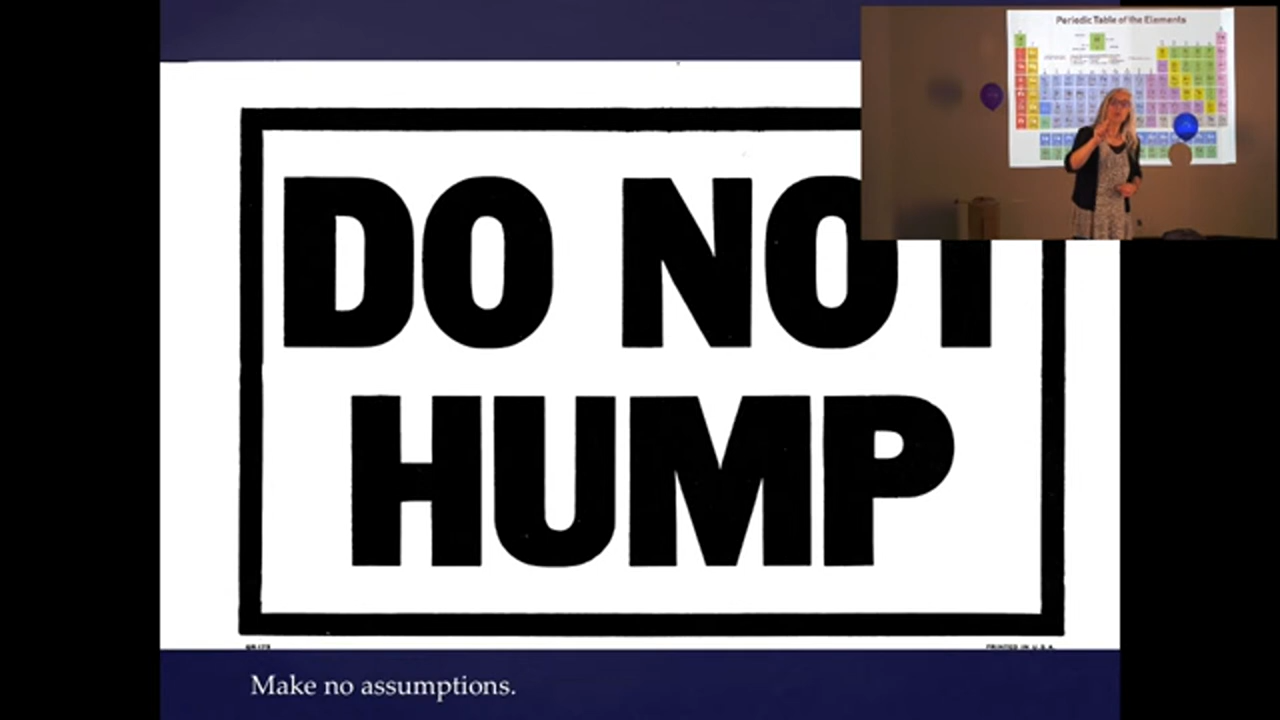 DO NOT
HUMP
PRINTED IN U.S.A.
Make no assumptions.
Periodic Table of the Elements